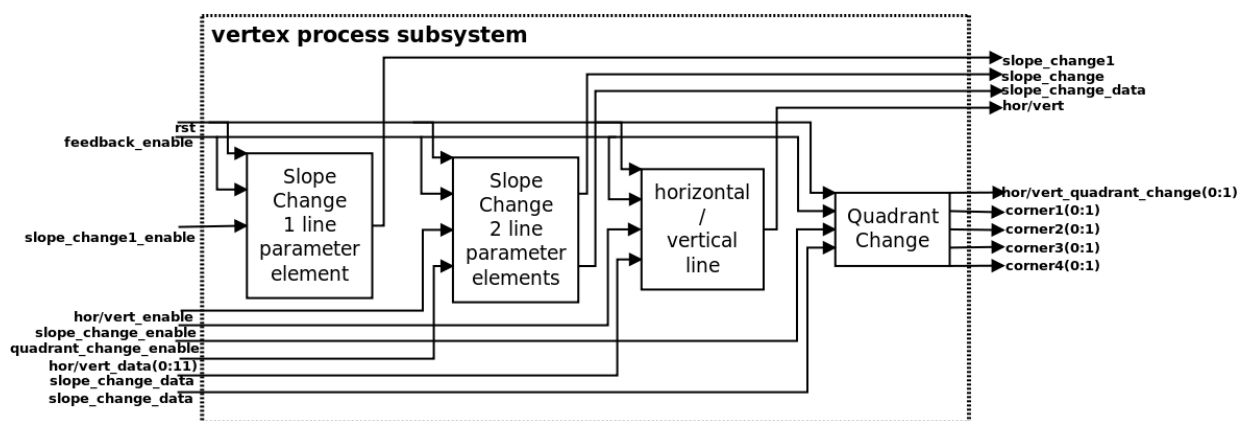 vertex process subsystem
slope_change1
slope_change
slope_change_data
hor/vert
rst
feedback_enable
Slope
Change
1 line
parameter
element
Slope
Change
2 line
parameter
elements
horizontal
/
vertical
line
Quadrant
Change
hor/vert_quadrant_change(0:1)
corner1(0:1)
corner2(0:1)
corner3(0:1)
corner4(0:1)
slope_change1_enable
hor/vert_enable
slope_change_enable
quadrant_change_enable
hor/vert_data(0:11)
slope_change_data
slope_change_data